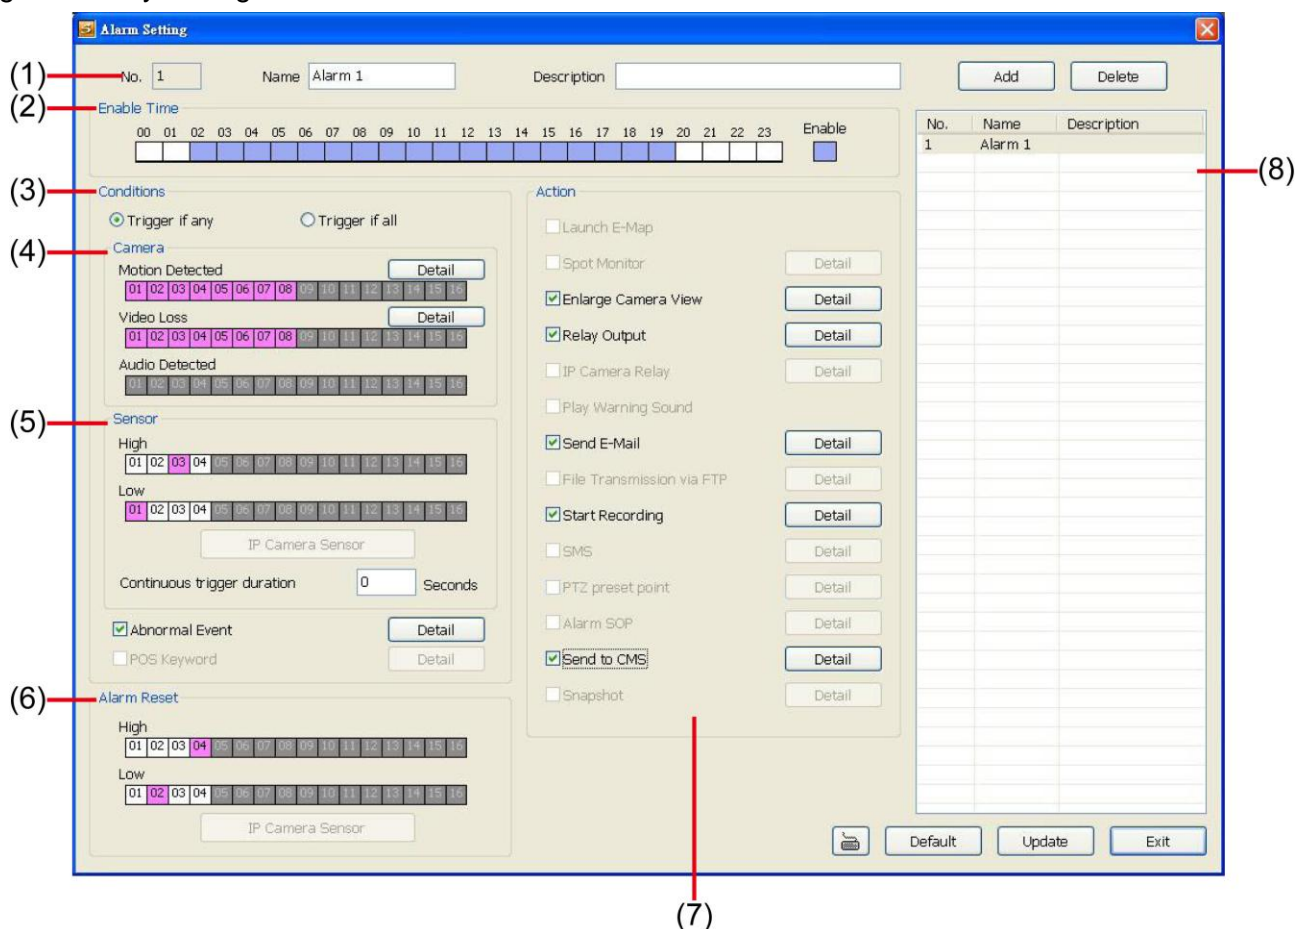 Alarm Setting
(1) No. 1 Name Alarm 1 Description Add Delete
(2) Enable Time
00 01 02 03 04 05 06 07 08 09 10 11 12 13 14 15 16 17 18 19 20 21 22 23 Enable
No. Name Description
1 Alarm 1
(8)
(3) Conditions
Trigger if any Trigger if all
(4) Camera
Motion Detected Detail
01 02 03 04 05 06 07 08 09 10 11 12 13 14 15 16
Video Loss Detail
01 02 03 04 05 06 07 08 09 10 11 12 13 14 15 16
Audio Detected
01 02 03 04 05 06 07 08 09 10 11 12 13 14 15 16
(5) Sensor
High
01 02 03 04 05 06 07 08 09 10 11 12 13 14 15 16
Low
01 02 03 04 05 06 07 08 09 10 11 12 13 14 15 16
IP Camera Sensor
Continuous trigger duration 0 Seconds
Abnormal Event Detail
POS Keyword Detail
(6) Alarm Reset
High
01 02 03 04 05 06 07 08 09 10 11 12 13 14 15 16
Low
01 02 03 04 05 06 07 08 09 10 11 12 13 14 15 16
IP Camera Sensor
Action
Launch E-Map
Spot Monitor Detail
Enlarge Camera View Detail
Relay Output Detail
IP Camera Relay Detail
Play Warning Sound
Send E-Mail Detail
File Transmission via FTP Detail
Start Recording Detail
SMS Detail
PTZ preset point Detail
Alarm SOP Detail
Send to CMS Detail
Snapshot Detail
Default Update Exit
(7)